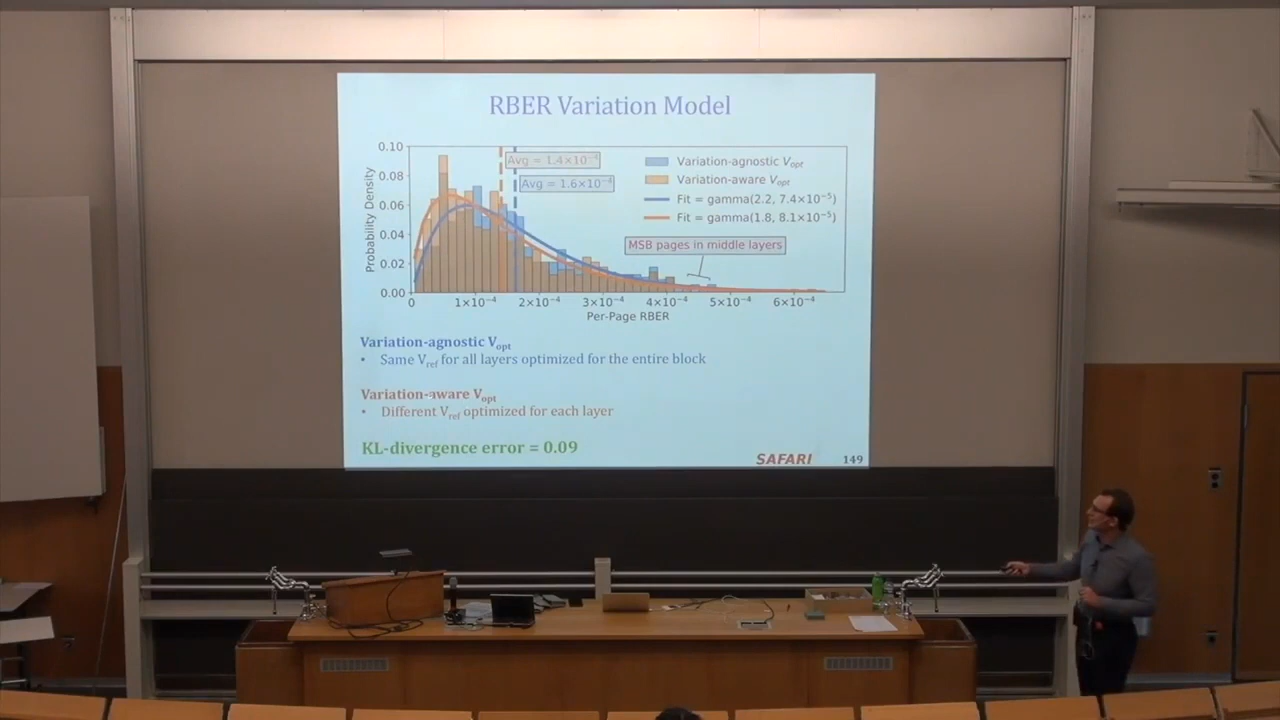 RBER Variation Model
0.10
0.08
0.06
0.04
0.02
0.00
Probability Density
Avg = 1.4×10⁻⁴
Avg = 1.6×10⁻⁴
Variation-agnostic Vopt
Variation-aware Vopt
Fit = gamma(2.2, 7.4×10⁻⁵)
Fit = gamma(1.8, 8.1×10⁻⁵)
MSB pages in middle layers
0 1×10⁻⁴ 2×10⁻⁴ 3×10⁻⁴ 4×10⁻⁴ 5×10⁻⁴ 6×10⁻⁴
Per-Page RBER
Variation-agnostic Vopt
• Same Vref for all layers optimized for the entire block
Variation-aware Vopt
• Different Vref optimized for each layer
KL-divergence error = 0.09
SAFARI 149